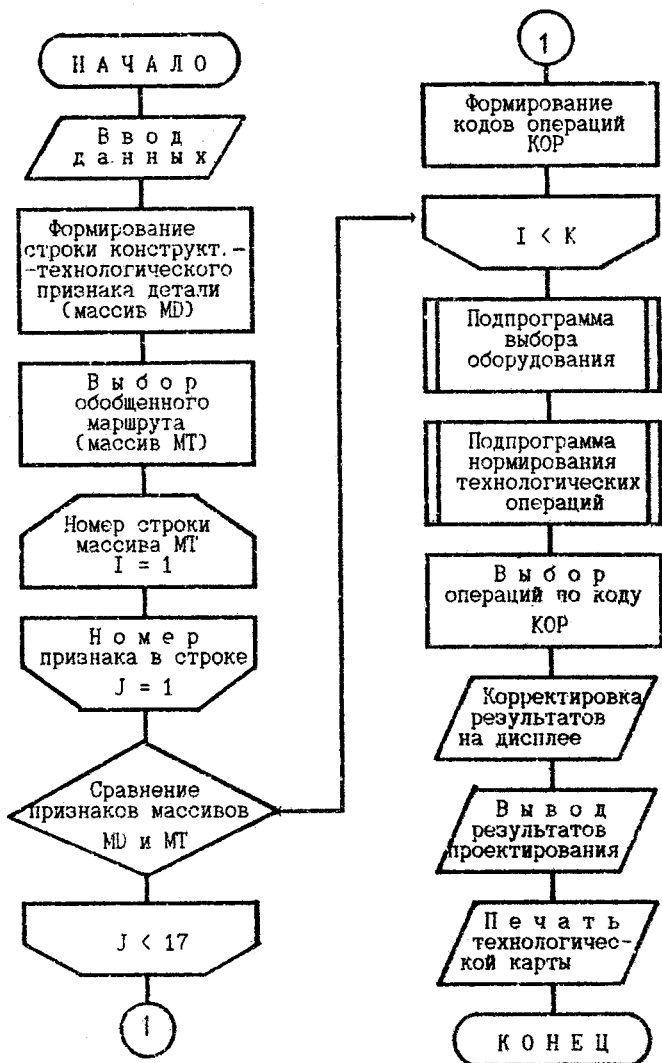 НАЧАЛО
Ввод
данных
Формирование
строки конструкт.-
-технологического
признака детали
(массив MD)
Выбор
обобщенного
маршрута
(массив МТ)
Номер строки
массива МТ
I = 1
Номер
признака в строке
J = 1
Сравнение
признаков массивов
MD и МТ
J < 17
1
1
Формирование
кодов операций
КОР
I < K
Подпрограмма
выбора
оборудования
Подпрограмма
нормирования
технологических
операций
Выбор
операций по коду
КОР
Корректировка
результатов
на дисплее
Вывод
результатов
проектирования
Печать
технологичес-
кой карты
КОНЕЦ